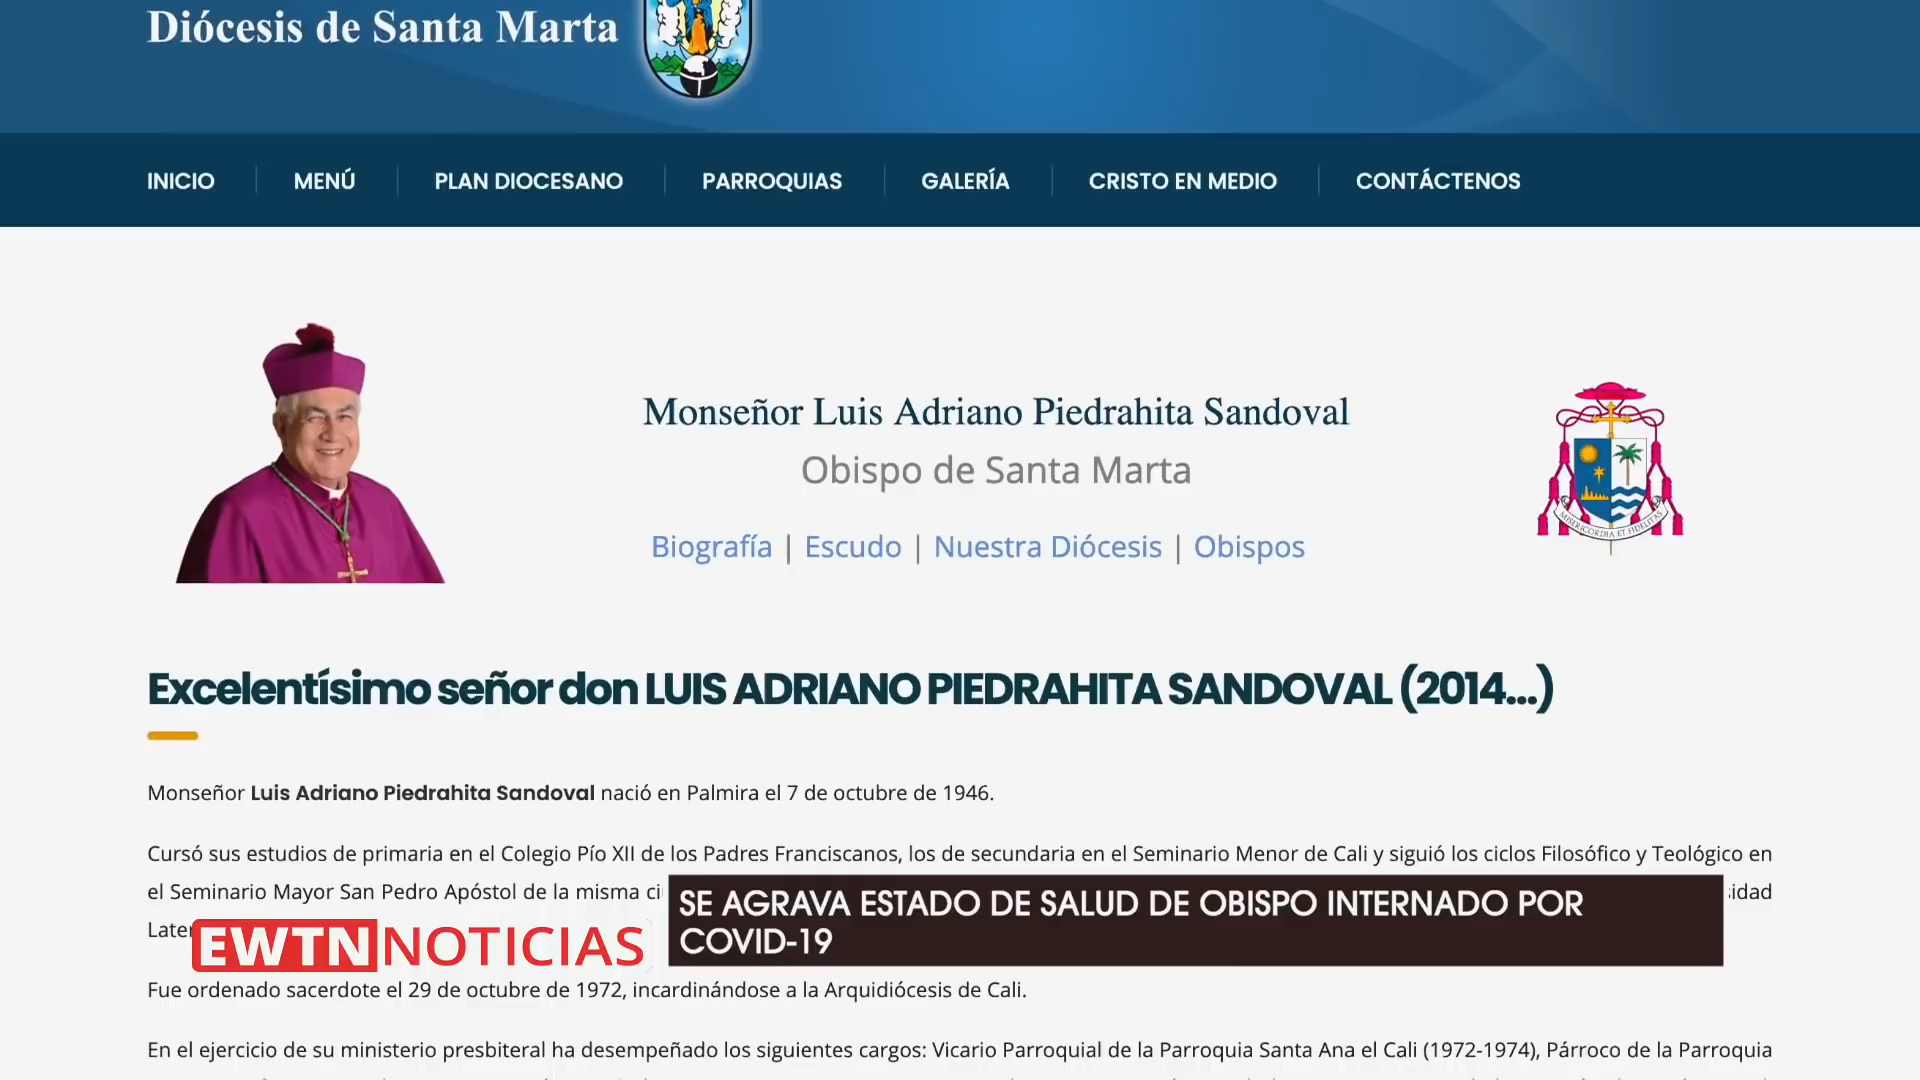 Diócesis de Santa Marta
INICIO MENÚ PLAN DIOCESANO PARROQUIAS GALERÍA CRISTO EN MEDIO CONTÁCTENOS
Monseñor Luis Adriano Piedrahita Sandoval
Obispo de Santa Marta
Biografía | Escudo | Nuestra Diócesis | Obispos
MISERICORDIA ET FIDELITAS
Excelentísimo señor don LUIS ADRIANO PIEDRAHITA SANDOVAL (2014...)
Monseñor Luis Adriano Piedrahita Sandoval nació en Palmira el 7 de octubre de 1946.
Cursó sus estudios de primaria en el Colegio Pío XII de los Padres Franciscanos, los de secundaria en el Seminario Menor de Cali y siguió los ciclos Filosófico y Teológico en
el Seminario Mayor San Pedro Apóstol de la misma
SE AGRAVA ESTADO DE SALUD DE OBISPO INTERNADO POR
COVID-19
EWTN NOTICIAS
Fue ordenado sacerdote el 29 de octubre de 1972, incardinándose a la Arquidiócesis de Cali.
En el ejercicio de su ministerio presbiteral ha desempeñado los siguientes cargos: Vicario Parroquial de la Parroquia Santa Ana el Cali (1972-1974), Párroco de la Parroquia